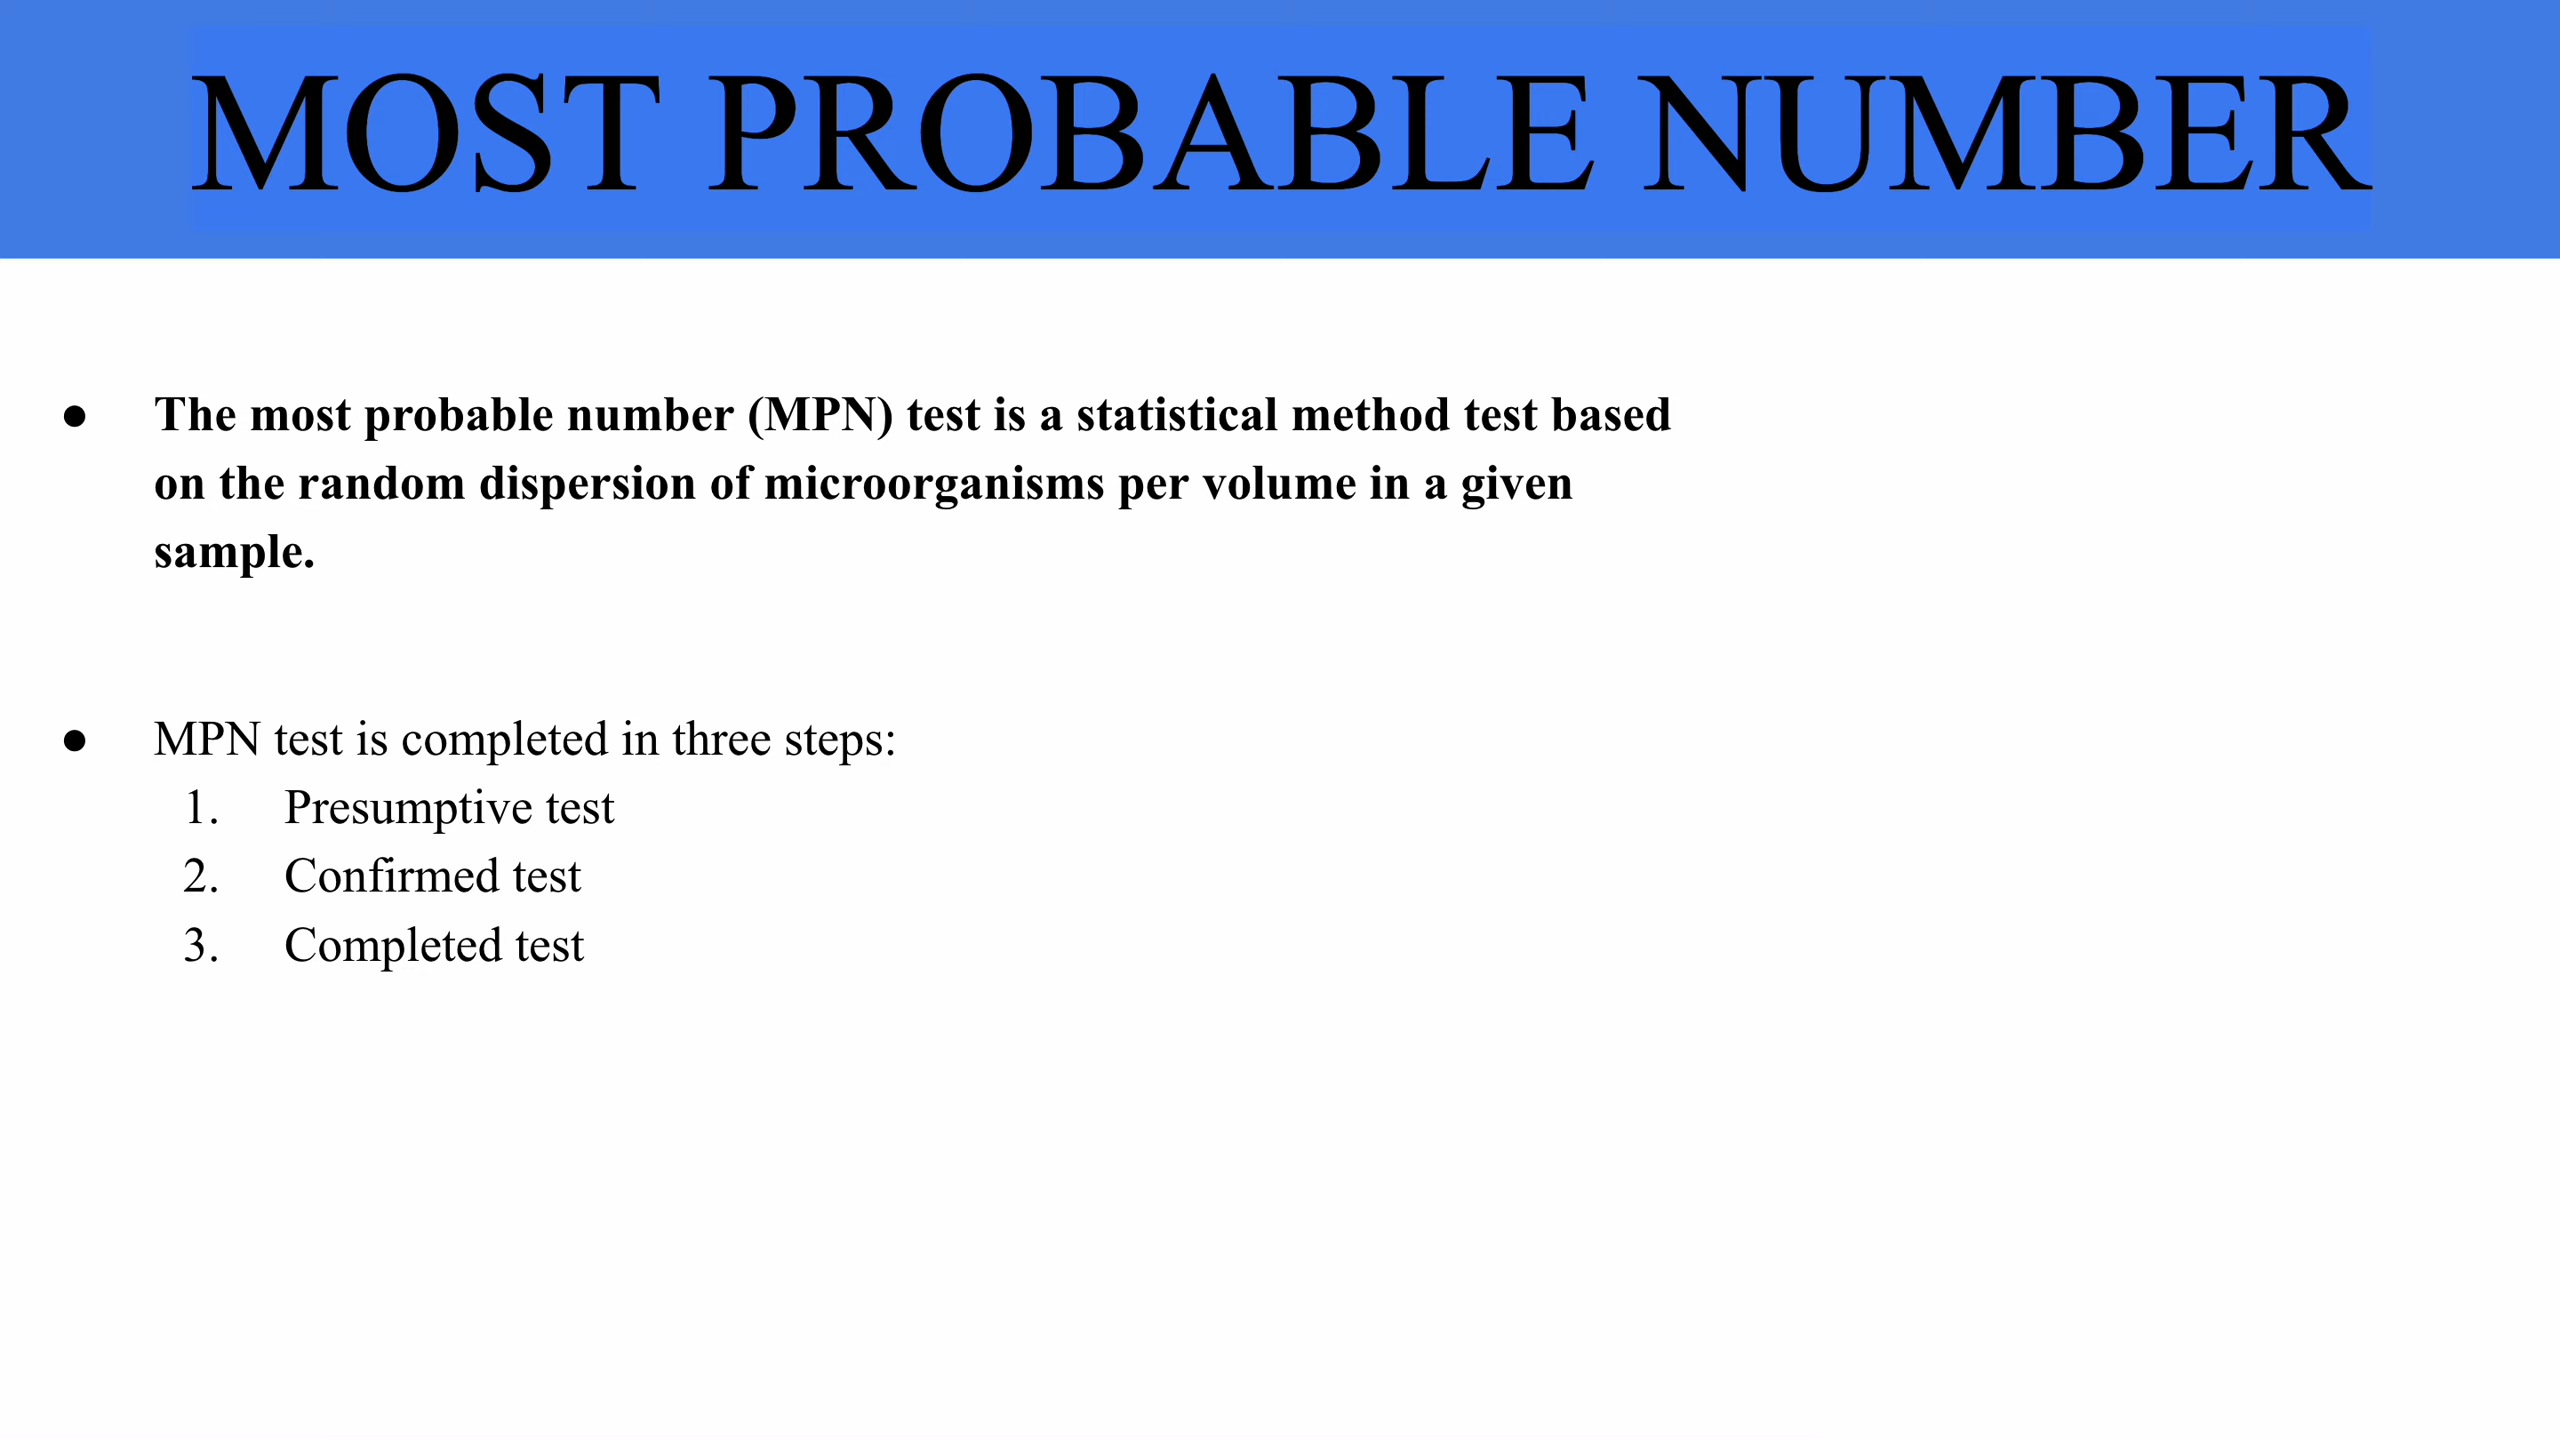 MOST PROBABLE NUMBER
● The most probable number (MPN) test is a statistical method test based
on the random dispersion of microorganisms per volume in a given
sample.
● MPN test is completed in three steps:
1. Presumptive test
2. Confirmed test
3. Completed test